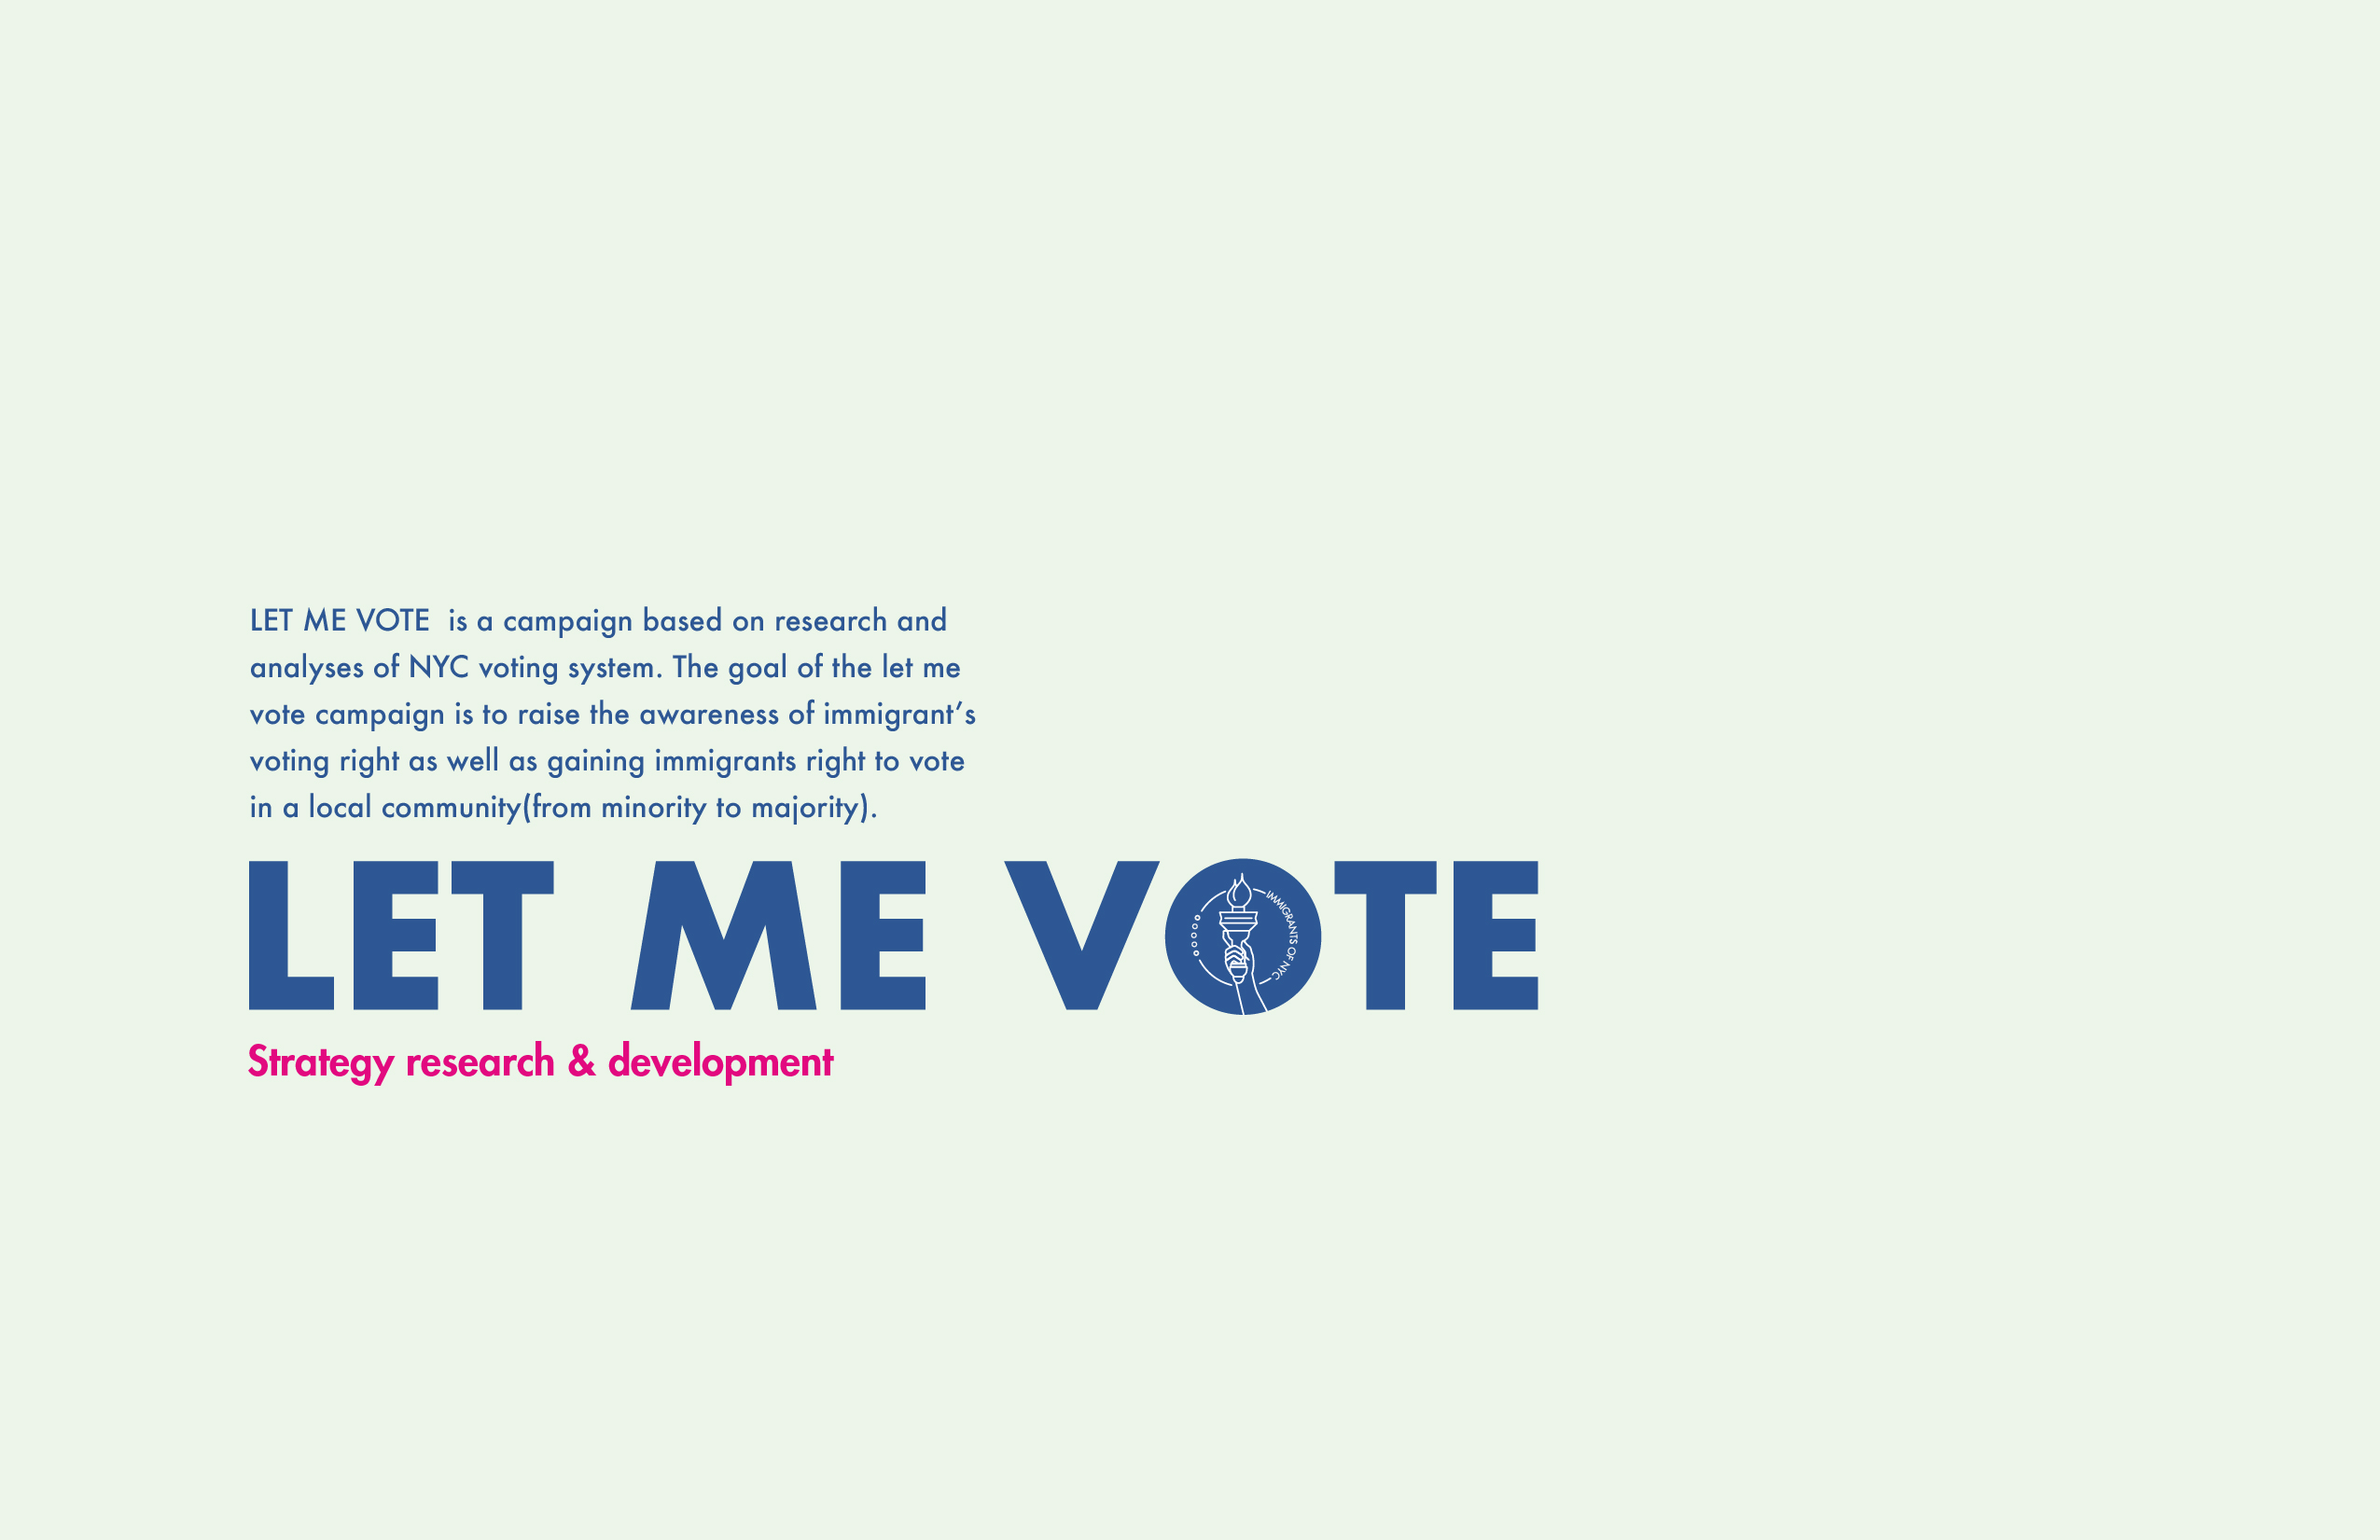 LET ME VOTE  is a campaign based on research and
analyses of NYC voting system. The goal of the let me
vote campaign is to raise the awareness of immigrant’s
voting right as well as gaining immigrants right to vote
in a local community(from minority to majority).
LET ME VOTE
IMMIGRANTS OF NYC
Strategy research & development